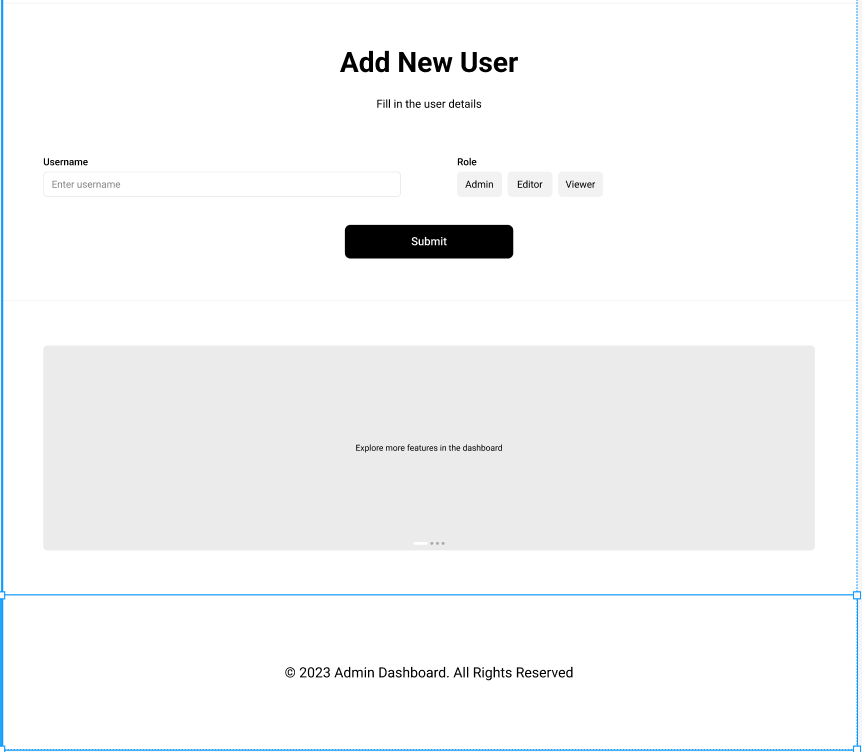 Add New User
Fill in the user details
Username
Role
Enter username
Admin
Editor
Viewer
Submit
Explore more features in the dashboard
© 2023 Admin Dashboard. All Rights Reserved